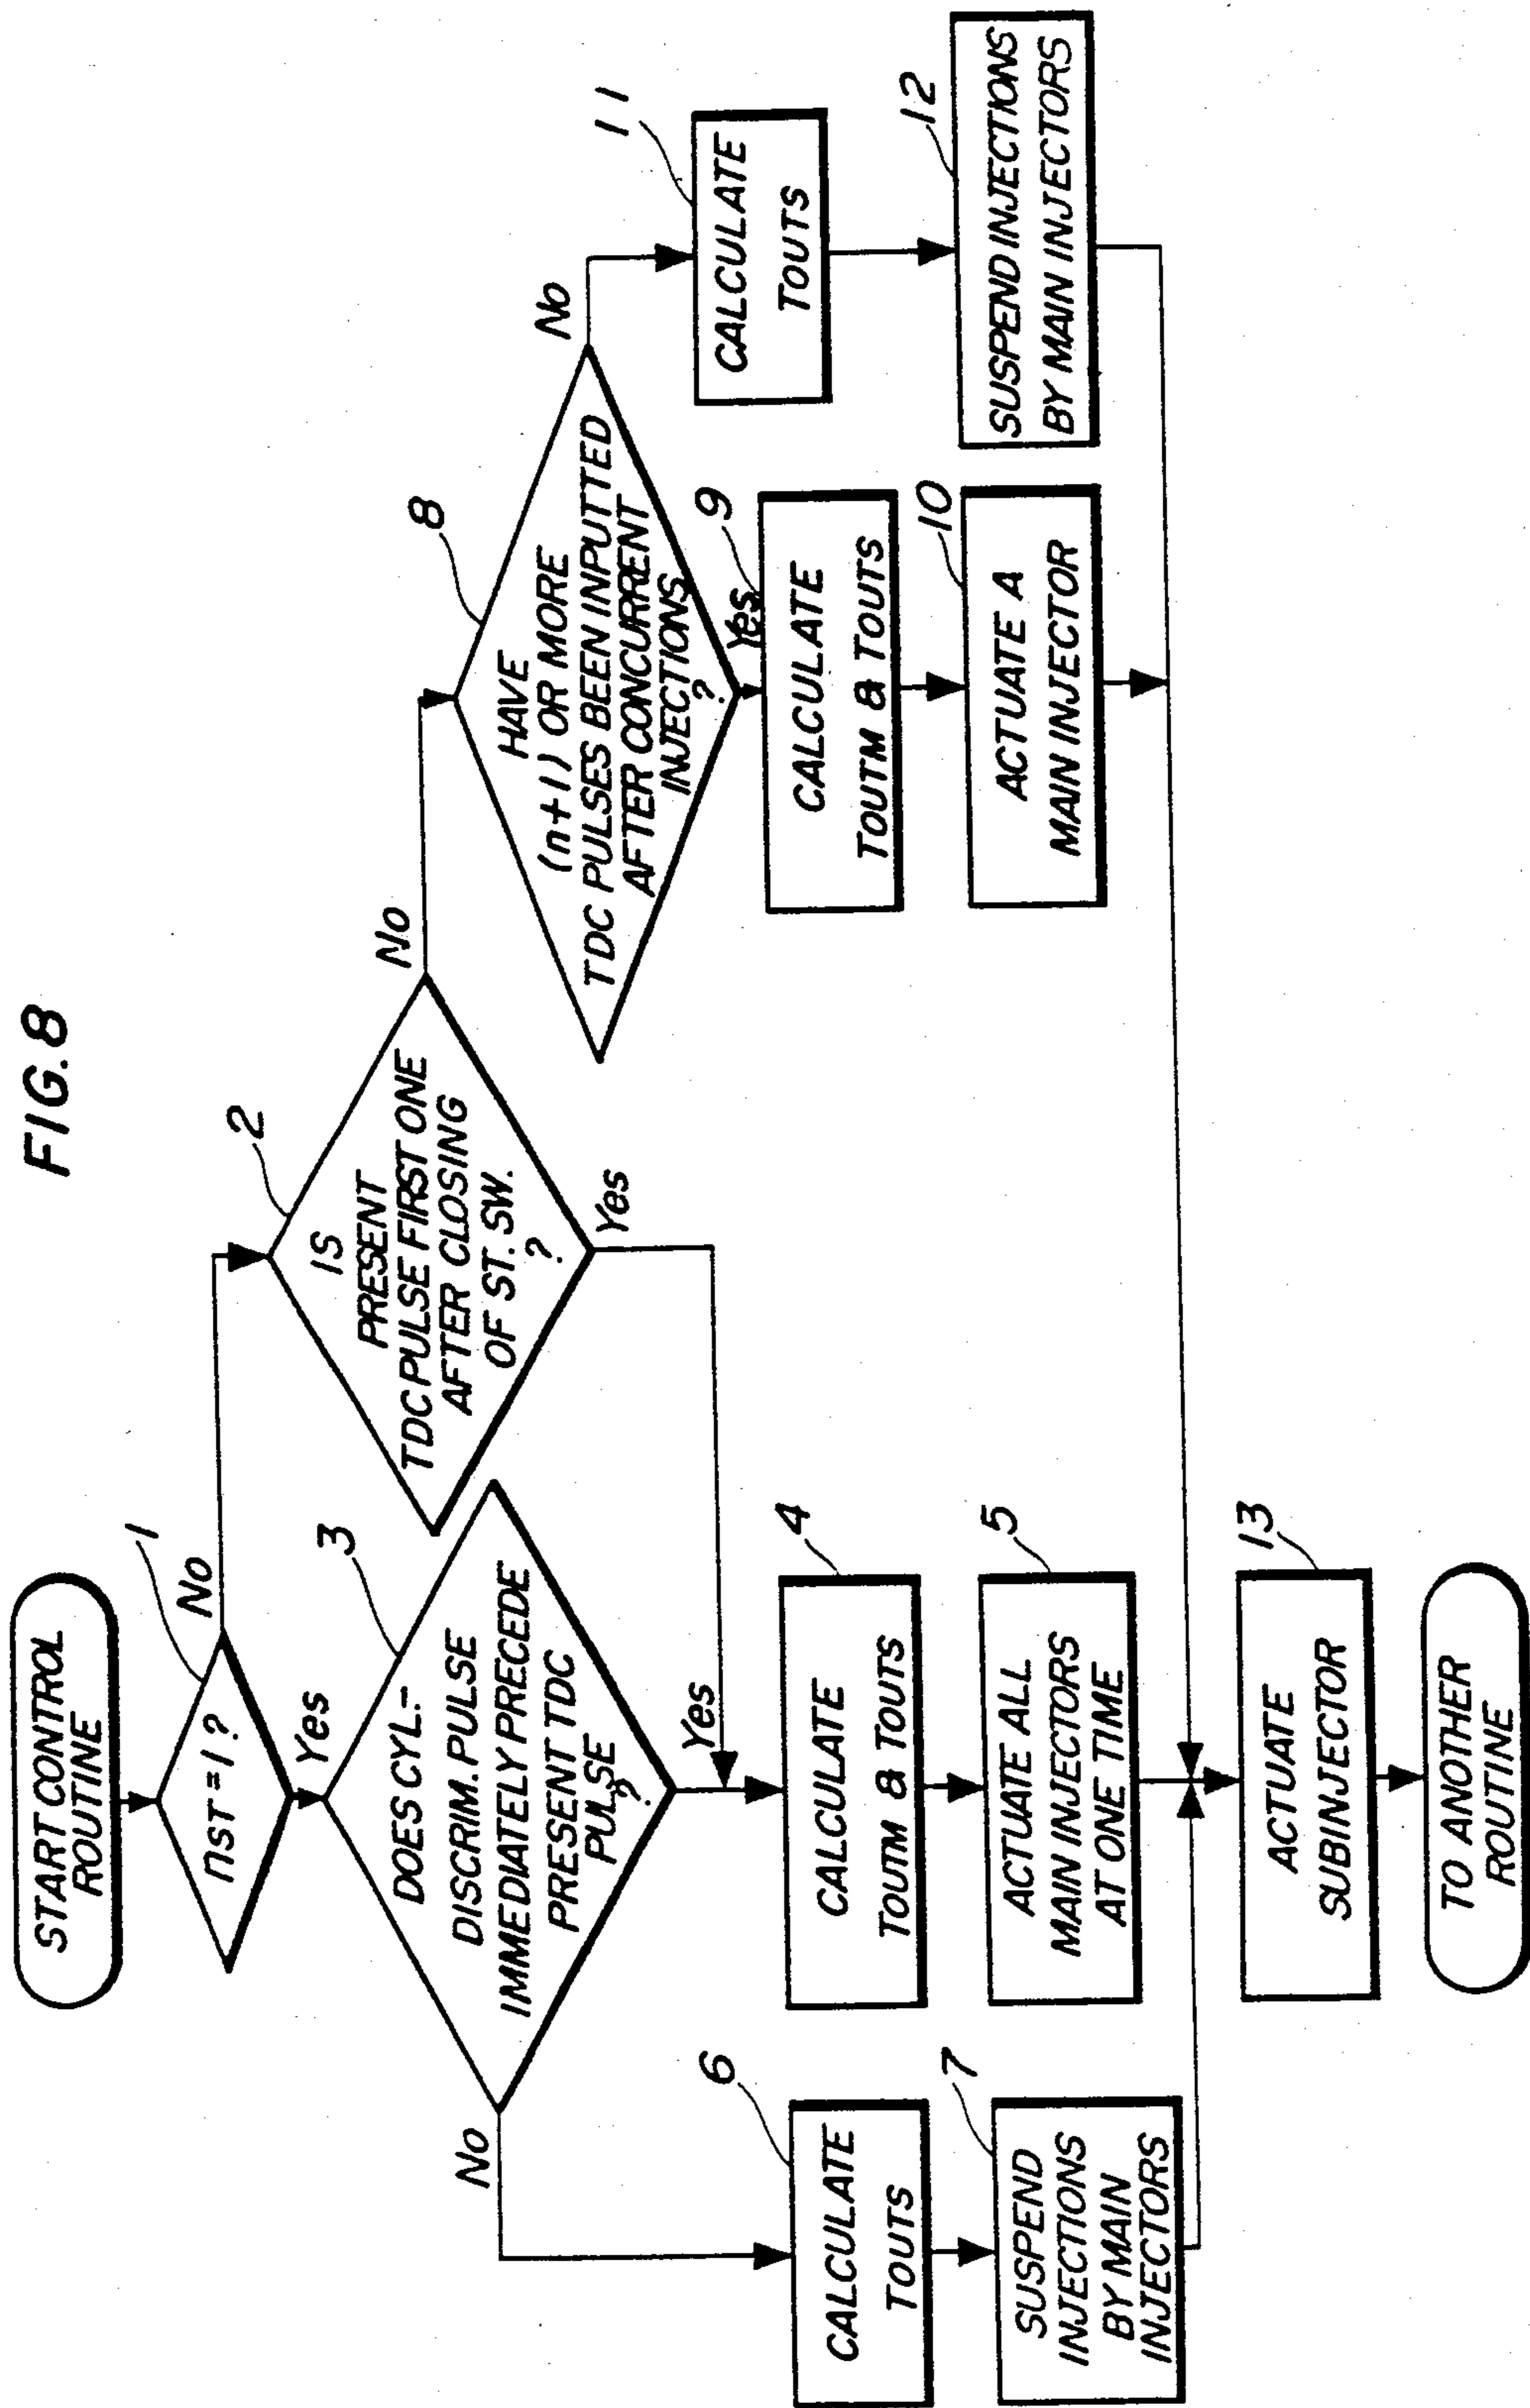 FIG.8
START CONTROL
ROUTINE
1
nST = 1 ?
No
Yes
2
IS
PRESENT
TDC PULSE FIRST ONE
AFTER CLOSING
OF ST. SW.
?
No
Yes
3
DOES CYL.-
DISCRIM. PULSE
IMMEDIATELY PRECEDE
PRESENT TDC
PULSE
?
No
Yes
4
CALCULATE
TOUTM & TOUTS
5
ACTUATE ALL
MAIN INJECTORS
AT ONE TIME
6
CALCULATE
TOUTS
7
SUSPEND
INJECTIONS
BY MAIN
INJECTORS
8
HAVE
(n+1) OR MORE
TDC PULSES BEEN INPUTTED
AFTER CONCURRENT
INJECTIONS
?
No
Yes
9
CALCULATE
TOUTM & TOUTS
10
ACTUATE A
MAIN INJECTOR
11
CALCULATE
TOUTS
12
SUSPEND INJECTIONS
BY MAIN INJECTORS
13
ACTUATE
SUBINJECTOR
TO ANOTHER
ROUTINE